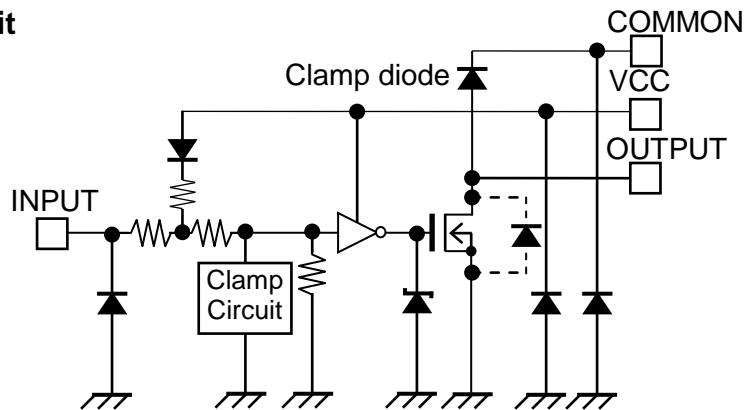 it
COMMON
Clamp diode
VCC
OUTPUT
INPUT
Clamp
Circuit